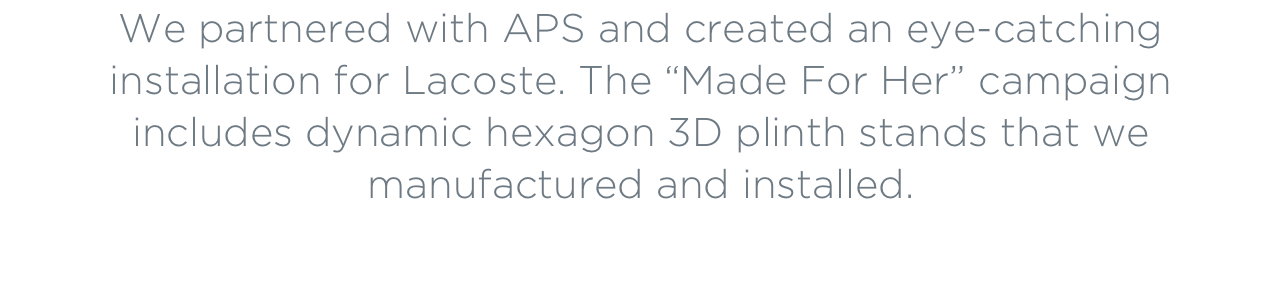 We partnered with APS and created an eye-catching
installation for Lacoste. The “Made For Her” campaign
includes dynamic hexagon 3D plinth stands that we
manufactured and installed.